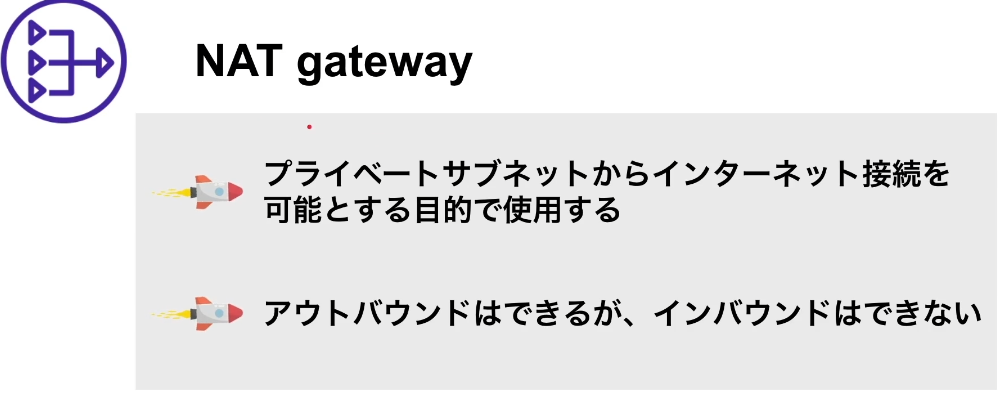 NAT gateway
プライベートサブネットからインターネット接続を
可能とする目的で使用する
アウトバウンドはできるが、インバウンドはできない